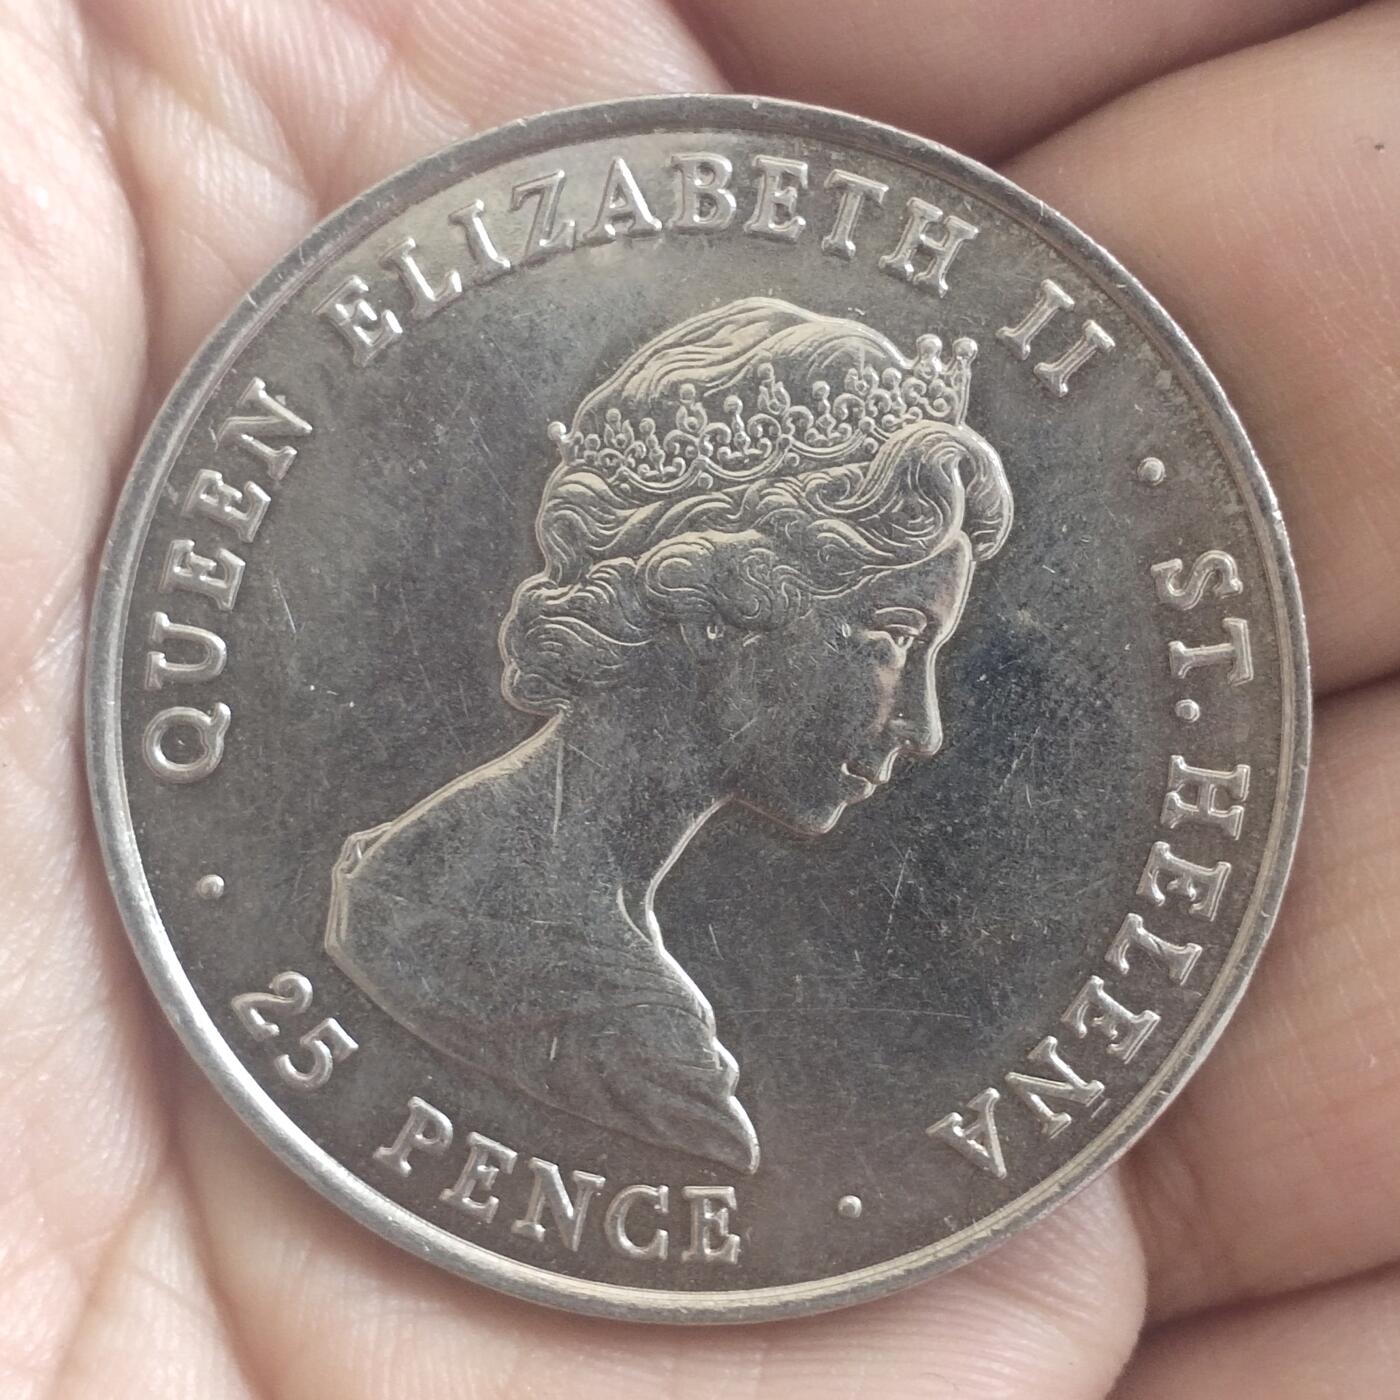 QUEEN ELIZABETH II · ST. HELENA ·
25 PENCE ·